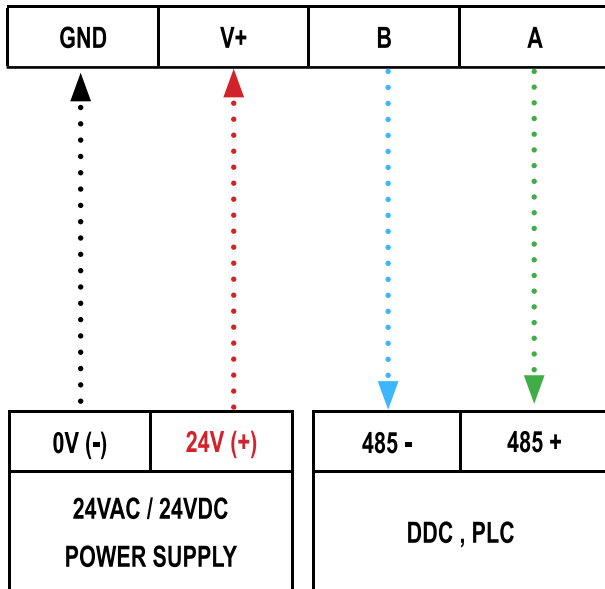 GND V+ B A
0V (-) 24V (+) 485 - 485 +
24VAC / 24VDC
POWER SUPPLY
DDC , PLC